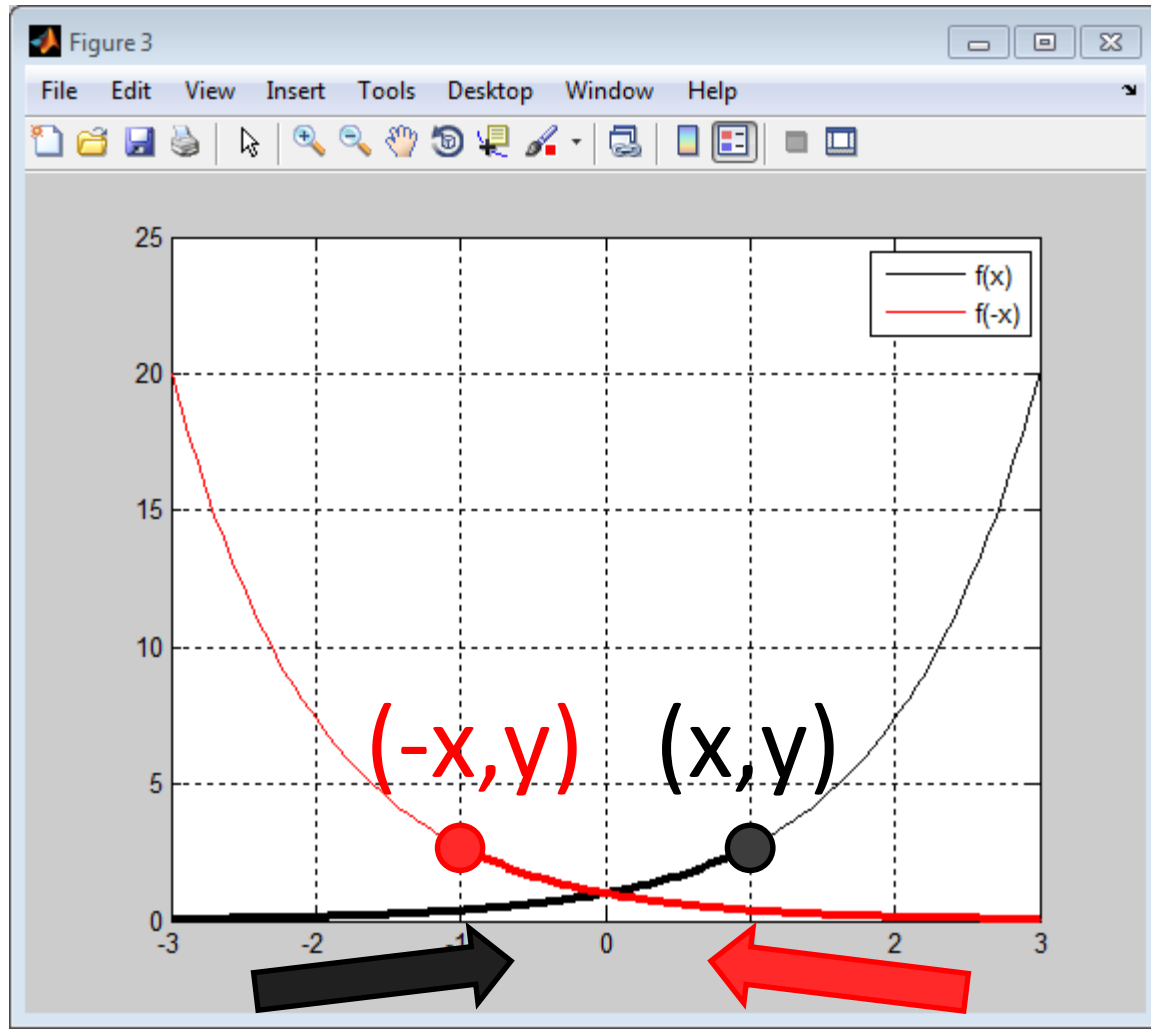 Figure 3
File Edit View Insert Tools Desktop Window Help
25
f(x)
f(-x)
20
15
10
(-x,y) (x,y)
5
0
-3 -2 -1 0 2 3